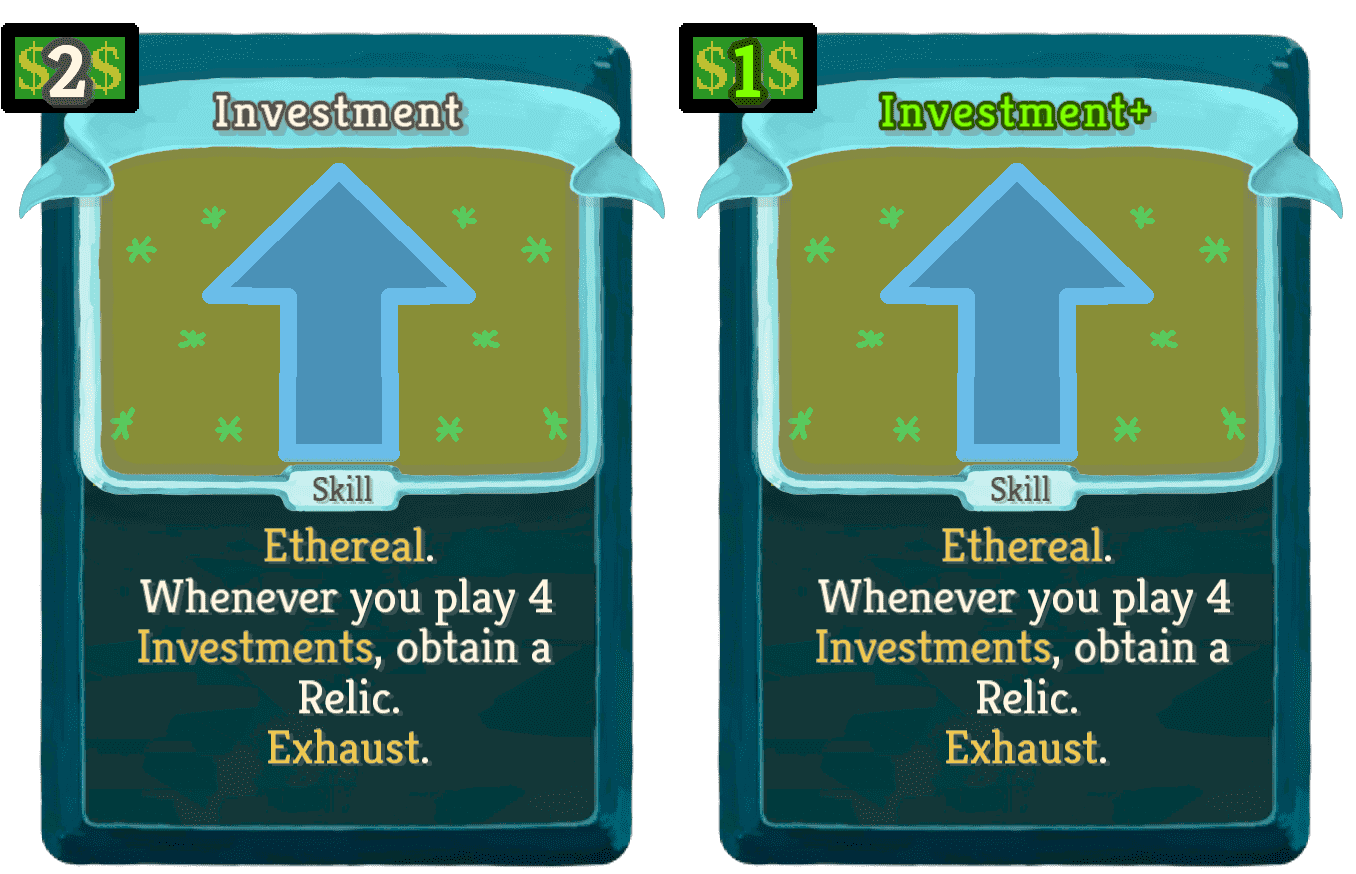 $2$
Investment
Skill
Ethereal.
Whenever you play 4
Investments, obtain a
Relic.
Exhaust.
$1$
Investment+
Skill
Ethereal.
Whenever you play 4
Investments, obtain a
Relic.
Exhaust.